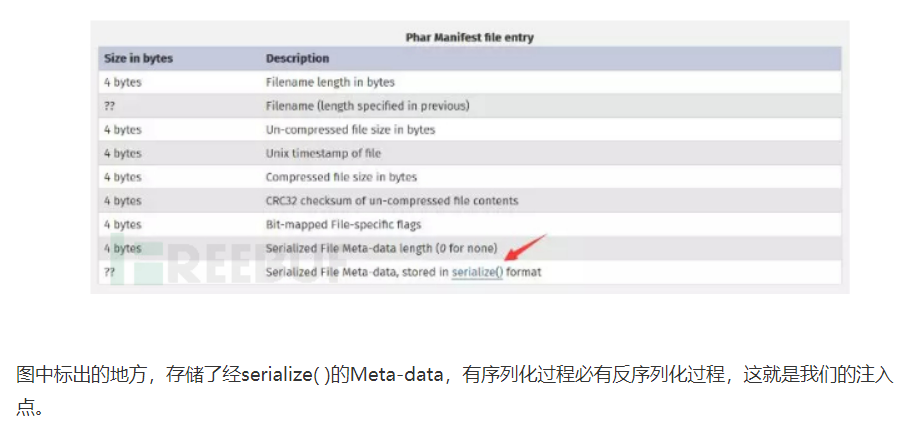 Phar Manifest file entry
Size in bytes Description
4 bytes Filename length in bytes
?? Filename (length specified in previous)
4 bytes Un-compressed file size in bytes
4 bytes Unix timestamp of file
4 bytes Compressed file size in bytes
4 bytes CRC32 checksum of un-compressed file contents
4 bytes Bit-mapped File-specific flags
4 bytes Serialized File Meta-data length (0 for none)
?? Serialized File Meta-data, stored in serialize() format
FREEBUF
图中标出的地方，存储了经serialize( )的Meta-data，有序列化过程必有反序列化过程，这就是我们的注入
点。